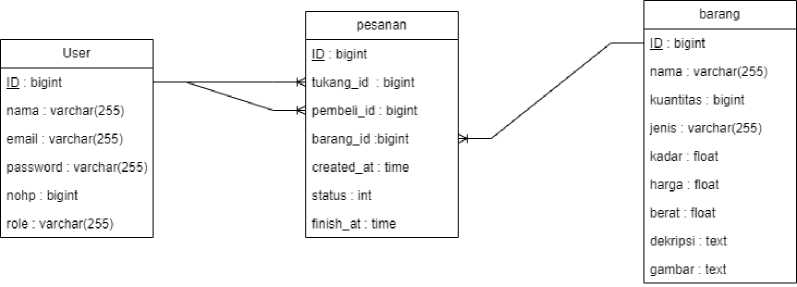 User
ID : bigint
nama : varchar(255)
email : varchar(255)
password : varchar(255)
nohp : bigint
role : varchar(255)
pesanan
ID : bigint
tukang_id : bigint
pembeli_id : bigint
barang_id :bigint
created_at : time
status : int
finish_at : time
barang
ID : bigint
nama : varchar(255)
kuantitas : bigint
jenis : varchar(255)
kadar : float
harga : float
berat : float
dekripsi : text
gambar : text